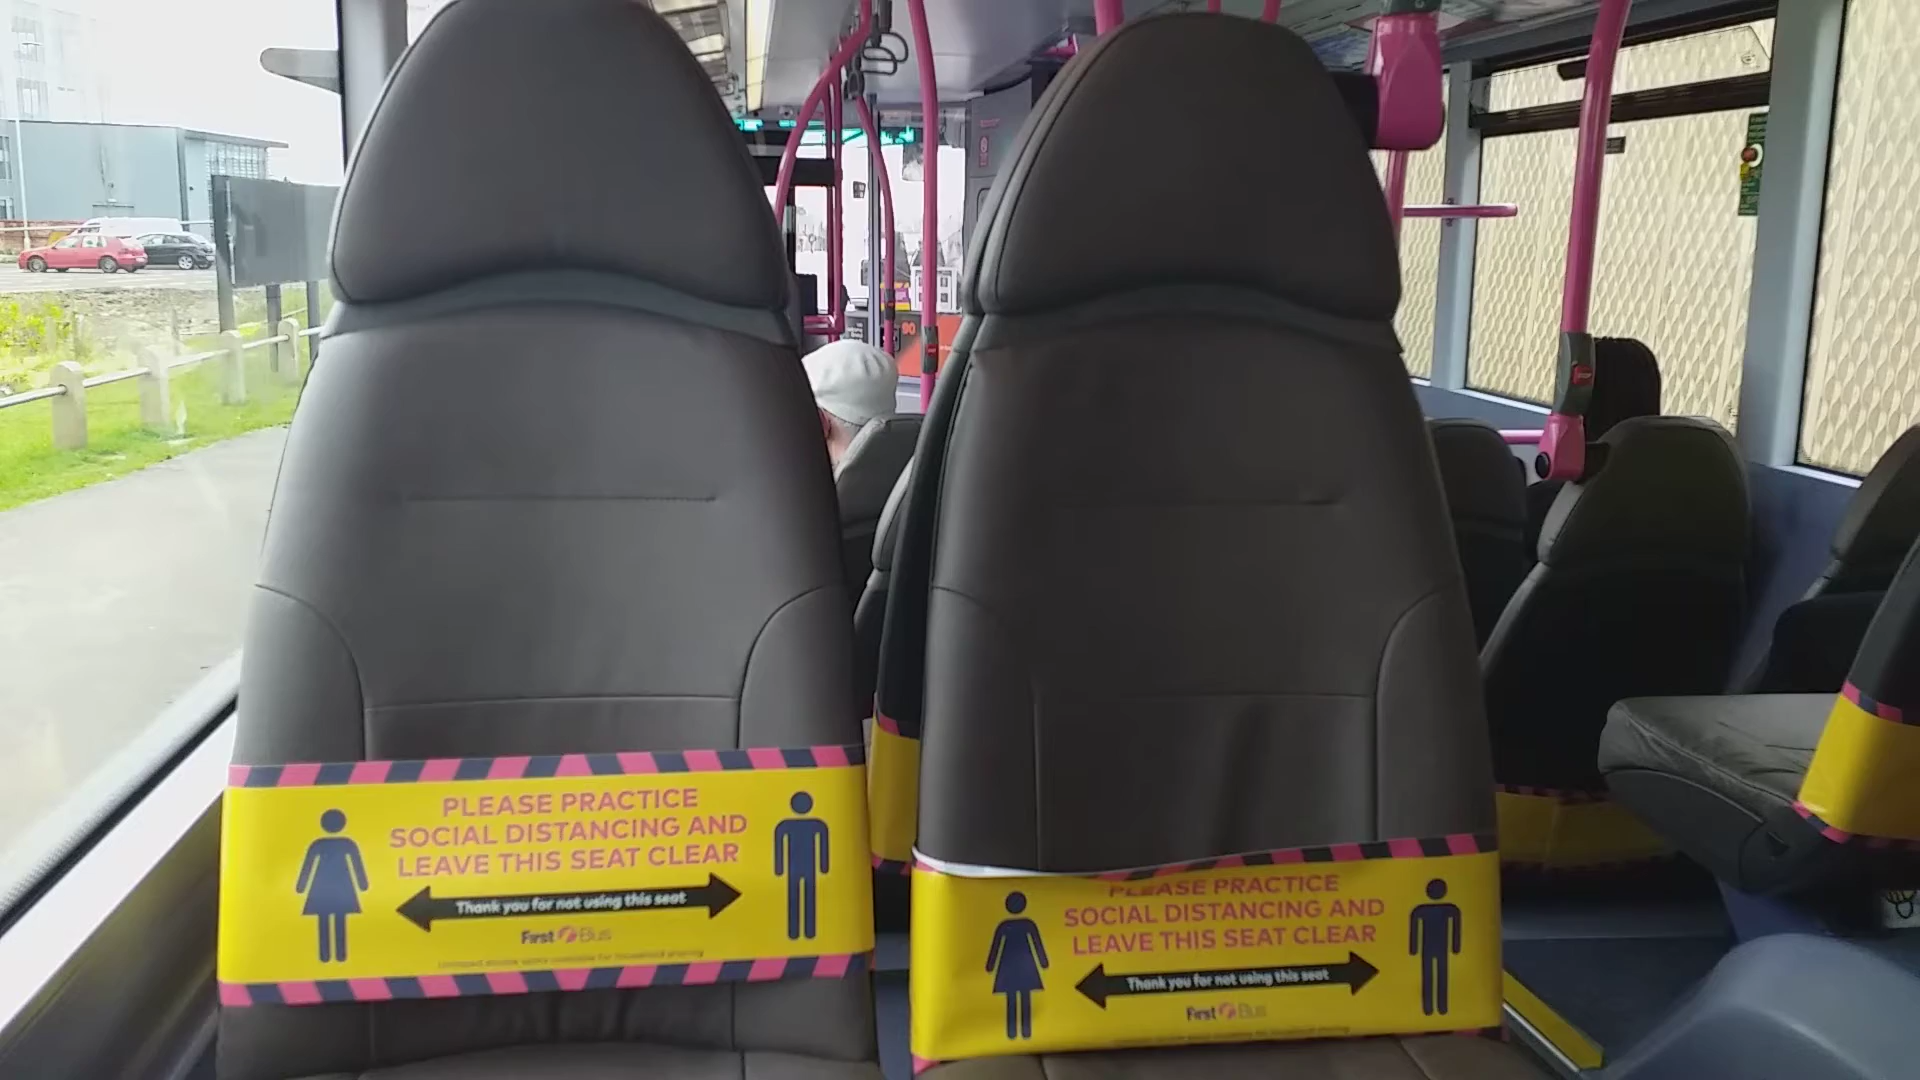 PLEASE PRACTICE
SOCIAL DISTANCING AND
LEAVE THIS SEAT CLEAR
Thank you for not using this seat
First Bus
PLEASE PRACTICE
SOCIAL DISTANCING AND
LEAVE THIS SEAT CLEAR
Thank you for not using this seat
First Bus
90